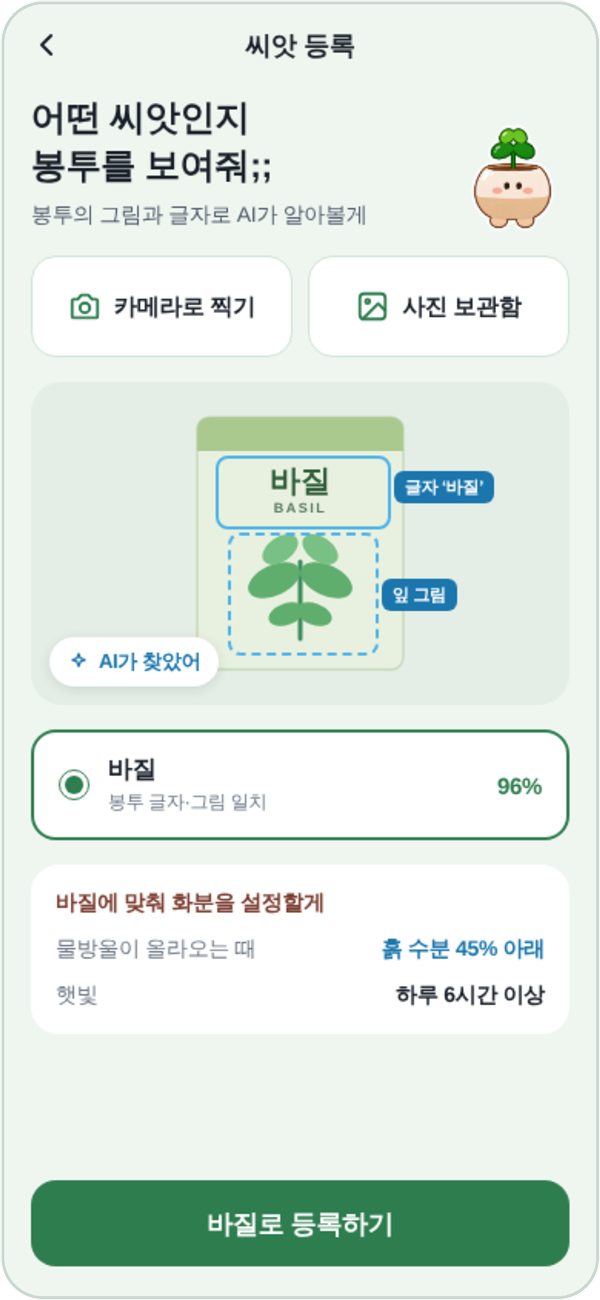 씨앗 등록
어떤 씨앗인지
봉투를 보여줘;;
봉투의 그림과 글자로 AI가 알아볼게
카메라로 찍기
사진 보관함
바질
BASIL
글자 ‘바질’
잎 그림
AI가 찾았어
바질
봉투 글자·그림 일치
96%
바질에 맞춰 화분을 설정할게
물방울이 올라오는 때
흙 수분 45% 아래
햇빛
하루 6시간 이상
바질로 등록하기